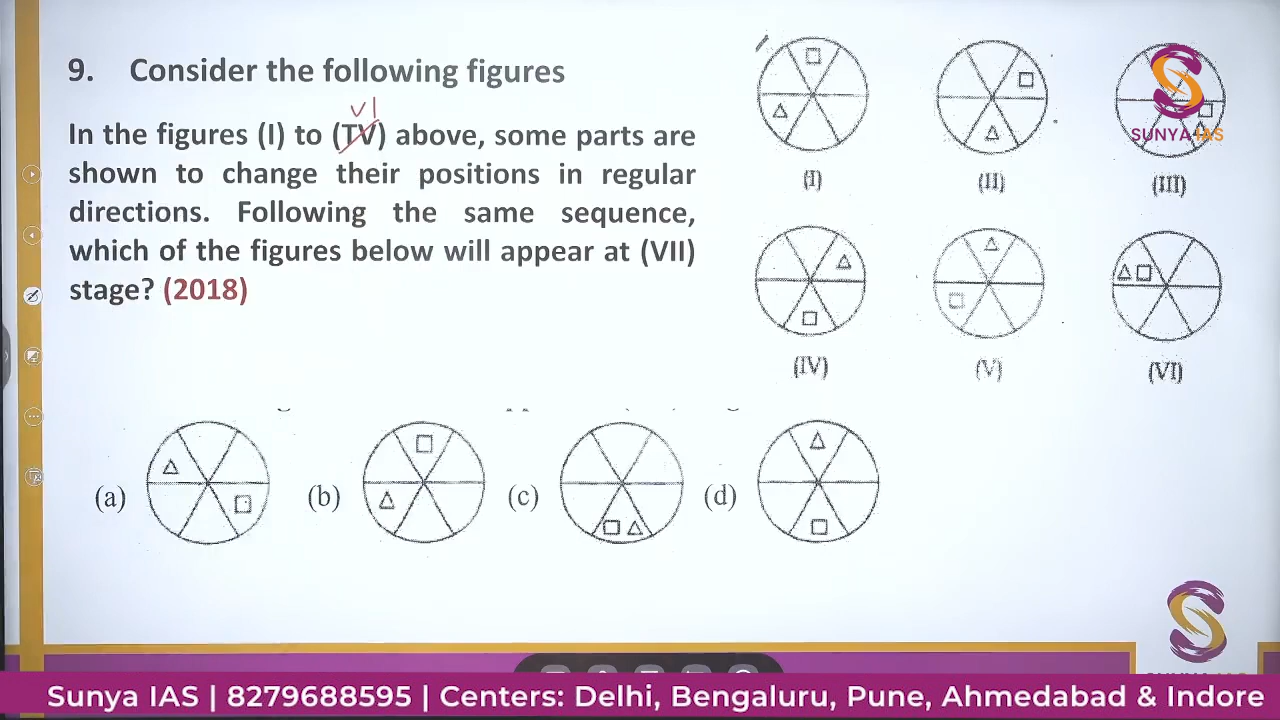 9. Consider the following figures
VI
In the figures (I) to (TV) above, some parts are
shown to change their positions in regular
directions. Following the same sequence,
which of the figures below will appear at (VII)
stage? (2018)
(I) (II) (III)
SUNYA IAS
(IV) (V) (VI)
(a) (b) (c) (d)
Sunya IAS | 8279688595 | Centers: Delhi, Bengaluru, Pune, Ahmedabad & Indore